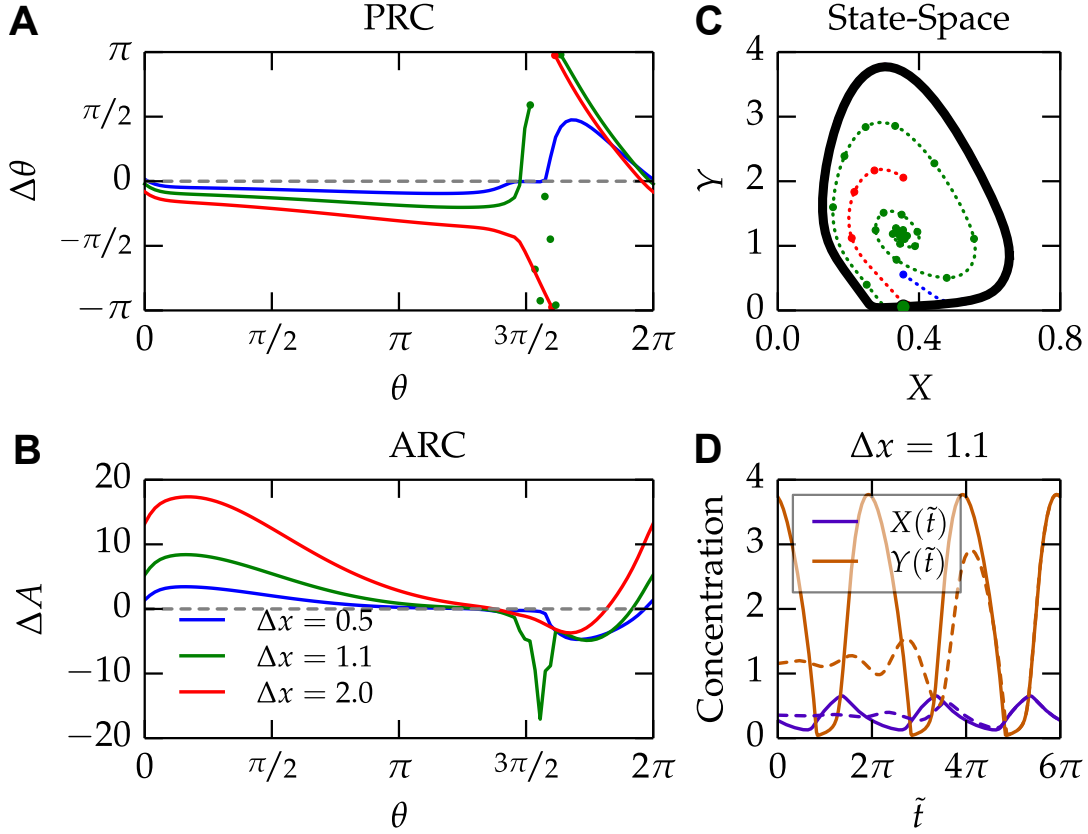 A
PRC
π
π/2
0
−π/2
−π
Δθ
0
π/2
π
3π/2
2π
θ
C
State-Space
4
3
2
1
0
Y
0.0
0.4
0.8
X
B
ARC
20
10
0
−10
−20
ΔA
Δx = 0.5
Δx = 1.1
Δx = 2.0
0
π/2
π
3π/2
2π
θ
D
Δx = 1.1
4
3
2
1
0
Concentration
X(t̃)
Y(t̃)
0
2π
4π
6π
t̃